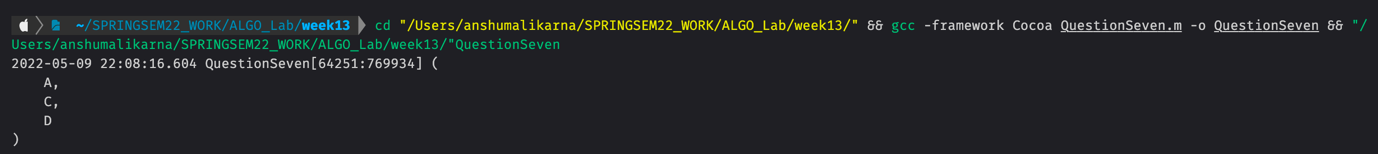 ~/SPRINGSEM22_WORK/ALGO_Lab/week13 cd "/Users/anshumalikarna/SPRINGSEM22_WORK/ALGO_Lab/week13/" && gcc -framework Cocoa QuestionSeven.m -o QuestionSeven && "/
Users/anshumalikarna/SPRINGSEM22_WORK/ALGO_Lab/week13/"QuestionSeven
2022-05-09 22:08:16.604 QuestionSeven[64251:769934] (
    A,
    C,
    D
)